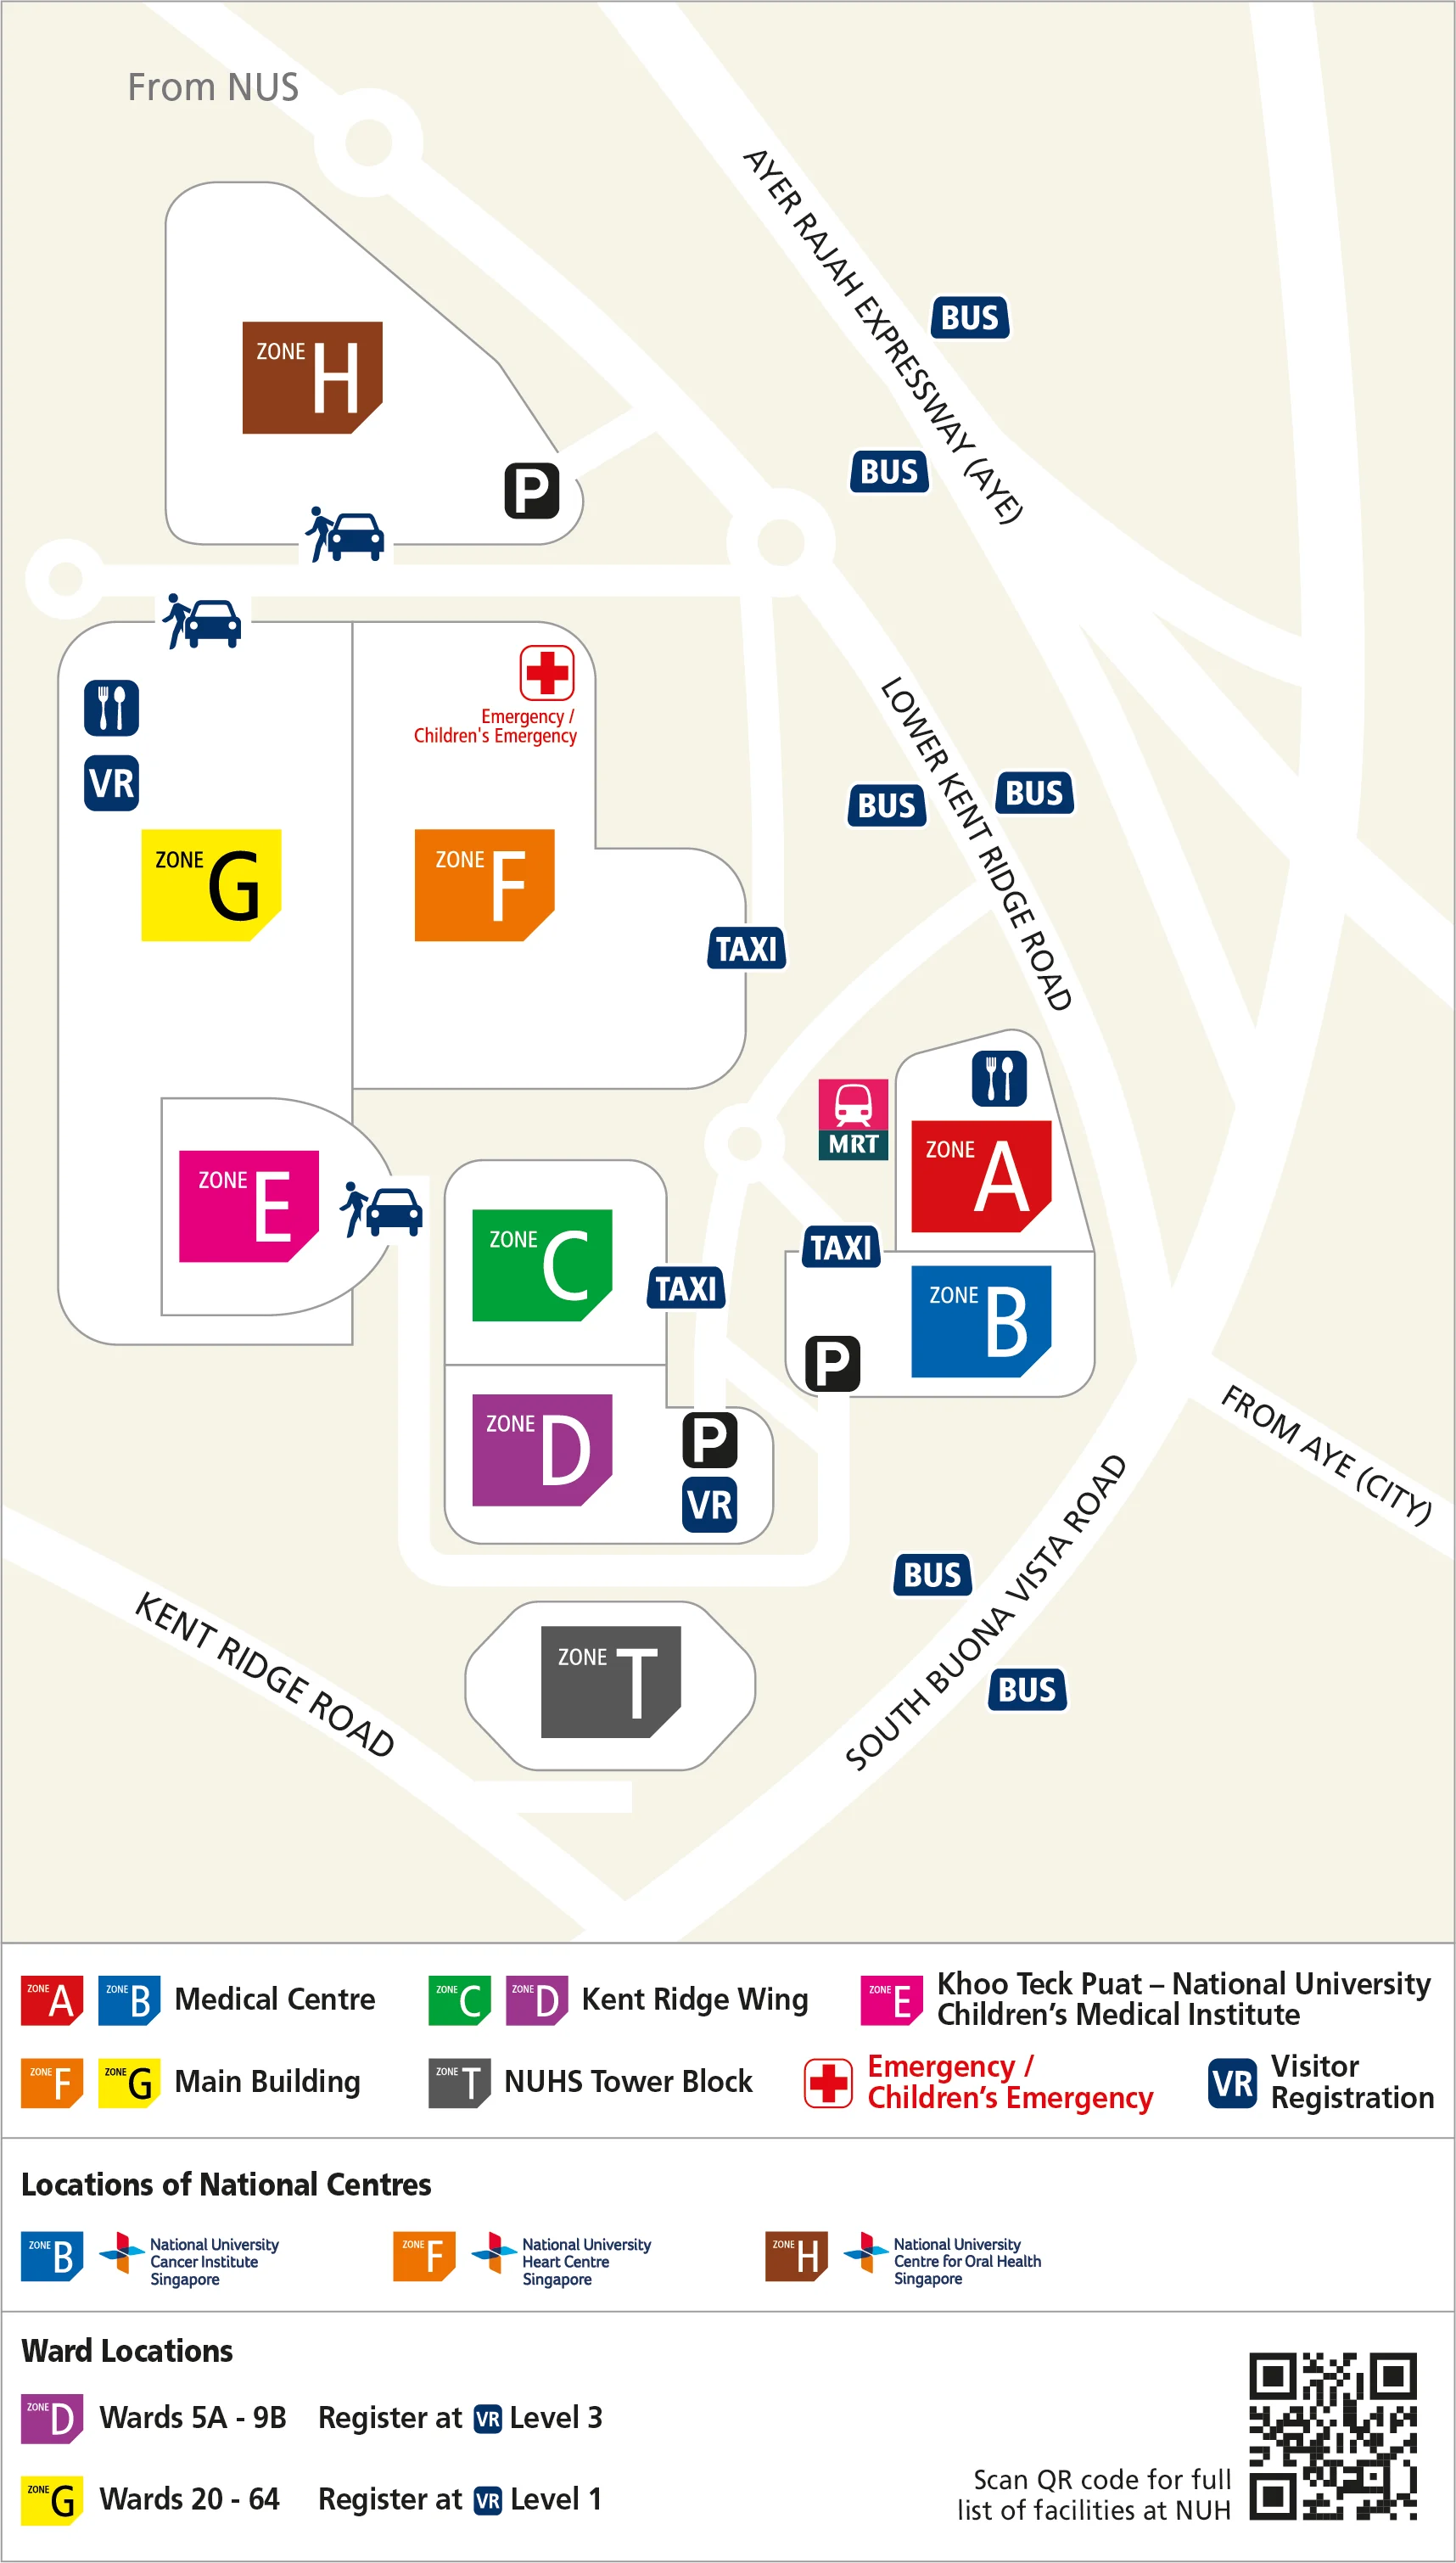 From NUS
AYER RAJAH EXPRESSWAY (AYE)
BUS
ZONE H
BUS
P
Emergency /
Children's Emergency
LOWER KENT RIDGE ROAD
VR
BUS
BUS
ZONE G
ZONE F
TAXI
MRT
ZONE A
ZONE E
ZONE C
TAXI
TAXI
ZONE B
P
ZONE D
P
VR
FROM AYE (CITY)
SOUTH BUONA VISTA ROAD
BUS
KENT RIDGE ROAD
ZONE T
BUS
ZONE A ZONE B Medical Centre
ZONE C ZONE D Kent Ridge Wing
ZONE E Khoo Teck Puat – National University
Children’s Medical Institute
ZONE F ZONE G Main Building
ZONE T NUHS Tower Block
Emergency /
Children’s Emergency
VR Visitor
Registration
Locations of National Centres
ZONE B National University
Cancer Institute
Singapore
ZONE F National University
Heart Centre
Singapore
ZONE H National University
Centre for Oral Health
Singapore
Ward Locations
ZONE D Wards 5A - 9B Register at VR Level 3
ZONE G Wards 20 - 64 Register at VR Level 1
Scan QR code for full
list of facilities at NUH